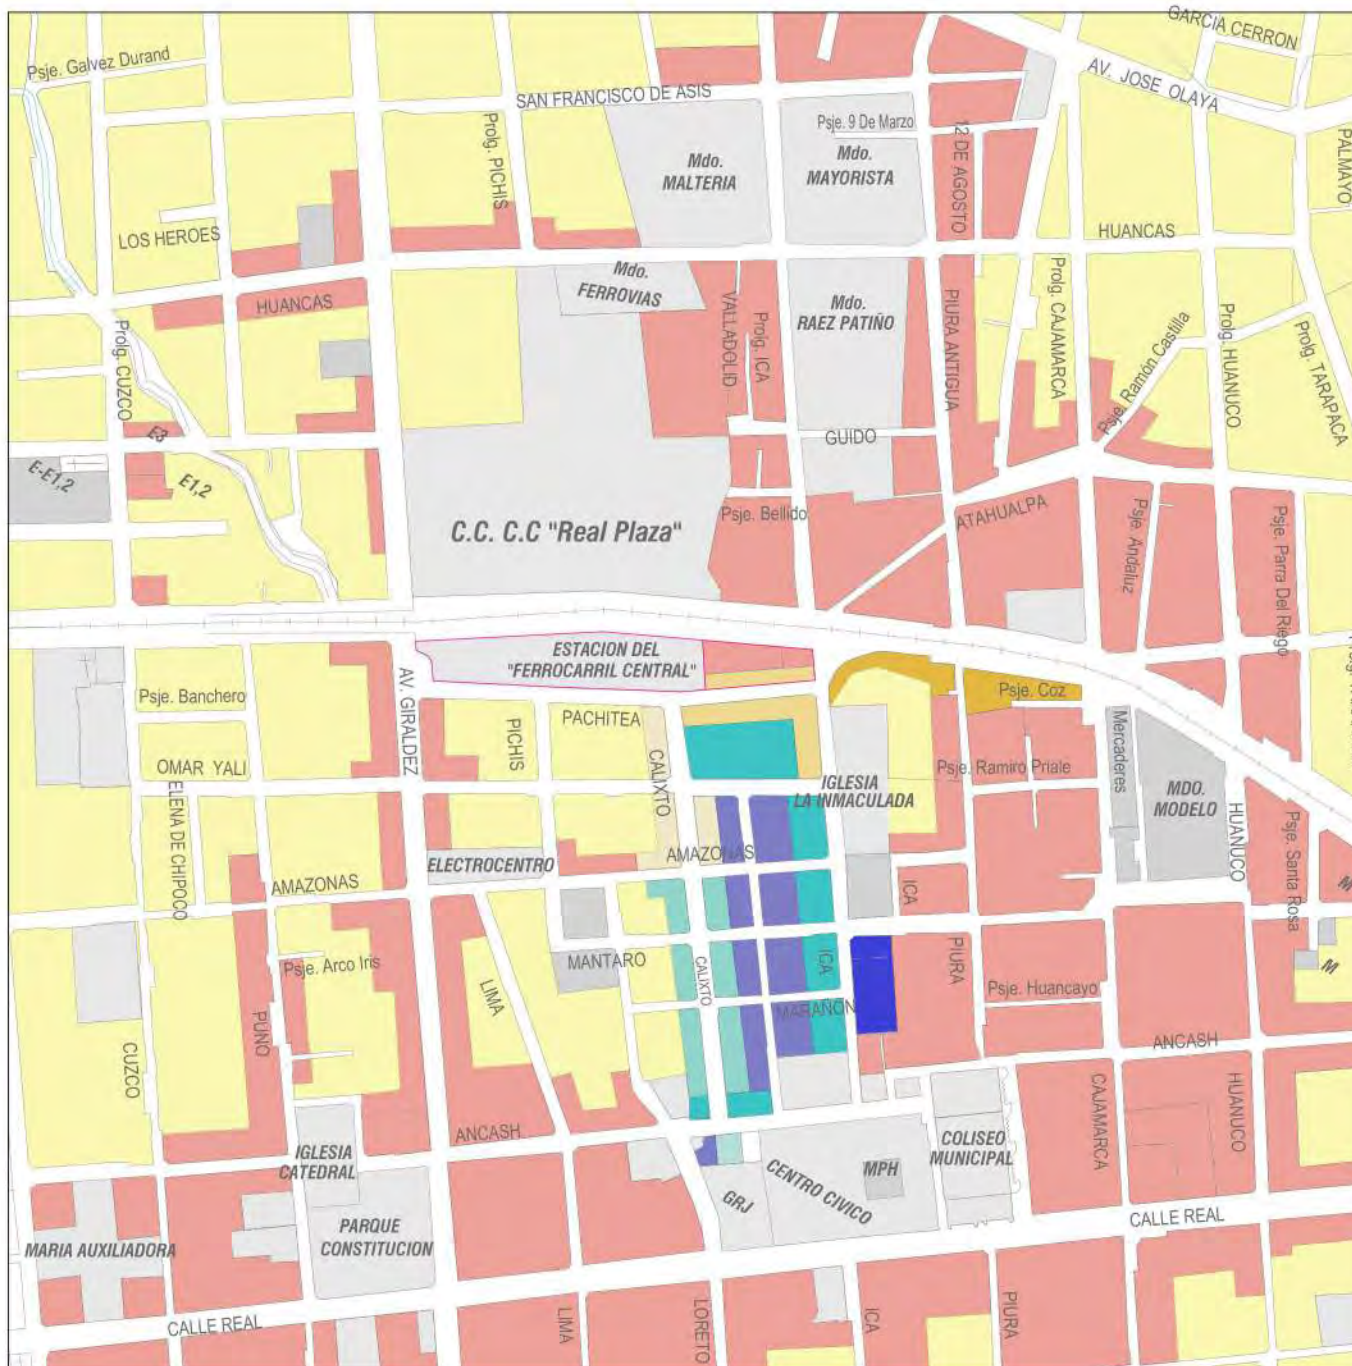 GARCIA CERRON
Psje. Galvez Durand
AV. JOSE OLAYA
SAN FRANCISCO DE ASIS
Prolg. PICHIS
Psje. 9 De Marzo
12 DE AGOSTO
PALMAYO
Mdo.
MALTERIA
Mdo.
MAYORISTA
LOS HEROES
HUANCAS
Mdo.
FERROVIAS
HUANCAS
Mdo.
RAEZ PATIÑO
VALLADOLID
Prolg. ICA
PIURA ANTIGUA
Prolg. CAJAMARCA
Psje. Ramón Castilla
Prolg. HUANUCO
Prolg. TARAPACA
Prolg. CUZCO
GUIDO
E3
E-E1,2
E1,2
C.C. C.C "Real Plaza"
Psje. Bellido
ATAHUALPA
Psje. Andaluz
Psje. Parra Del Riego
ESTACION DEL
"FERROCARRIL CENTRAL"
Psje. Banchero
AV. GIRALDEZ
PICHIS
PACHITEA
CALIXTO
Psje. Coz
Mercaderes
OMAR YALI
ELENA DE CHIPOCO
IGLESIA
LA INMACULADA
Psje. Ramiro Priale
MDO.
MODELO
HUANUCO
Psje. Santa Rosa
ELECTROCENTRO
AMAZONAS
AMAZONAS
ICA
M
MANTARO
Psje. Arco Iris
LIMA
CALIXTO
ICA
PIURA
M
PUNO
MARAÑON
Psje. Huancayo
CUZCO
ANCASH
CAJAMARCA
HUANUCO
ANCASH
IGLESIA
CATEDRAL
COLISEO
MUNICIPAL
MPH
CENTRO CIVICO
GRJ
PARQUE
CONSTITUCION
MARIA AUXILIADORA
CALLE REAL
CALLE REAL
LIMA
LORETO
ICA
PIURA